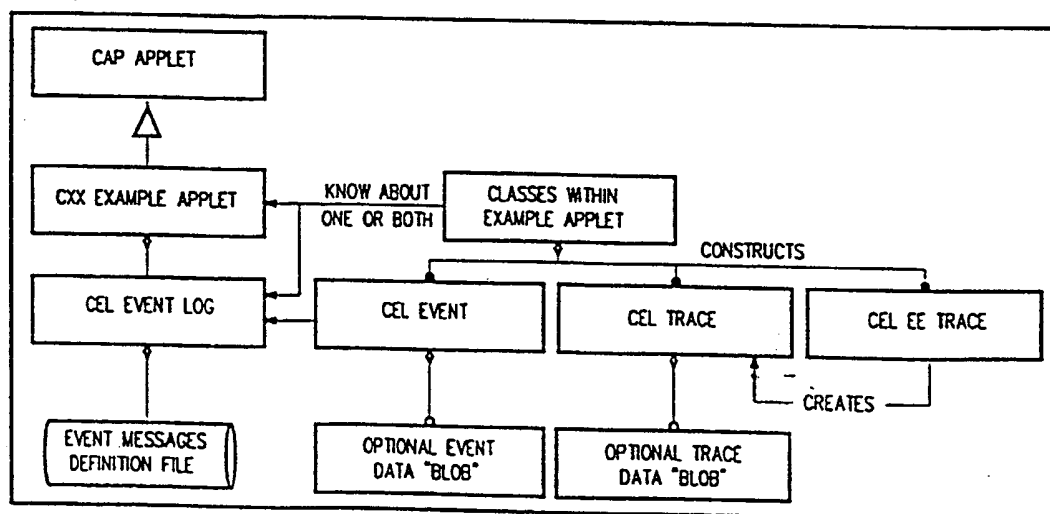 CAP APPLET
CXX EXAMPLE APPLET
KNOW ABOUT
ONE OR BOTH
CLASSES WITHIN
EXAMPLE APPLET
CONSTRUCTS
CEL EVENT LOG
CEL EVENT
CEL TRACE
CEL EE TRACE
CREATES
EVENT MESSAGES
DEFINITION FILE
OPTIONAL EVENT
DATA "BLOB"
OPTIONAL TRACE
DATA "BLOB"